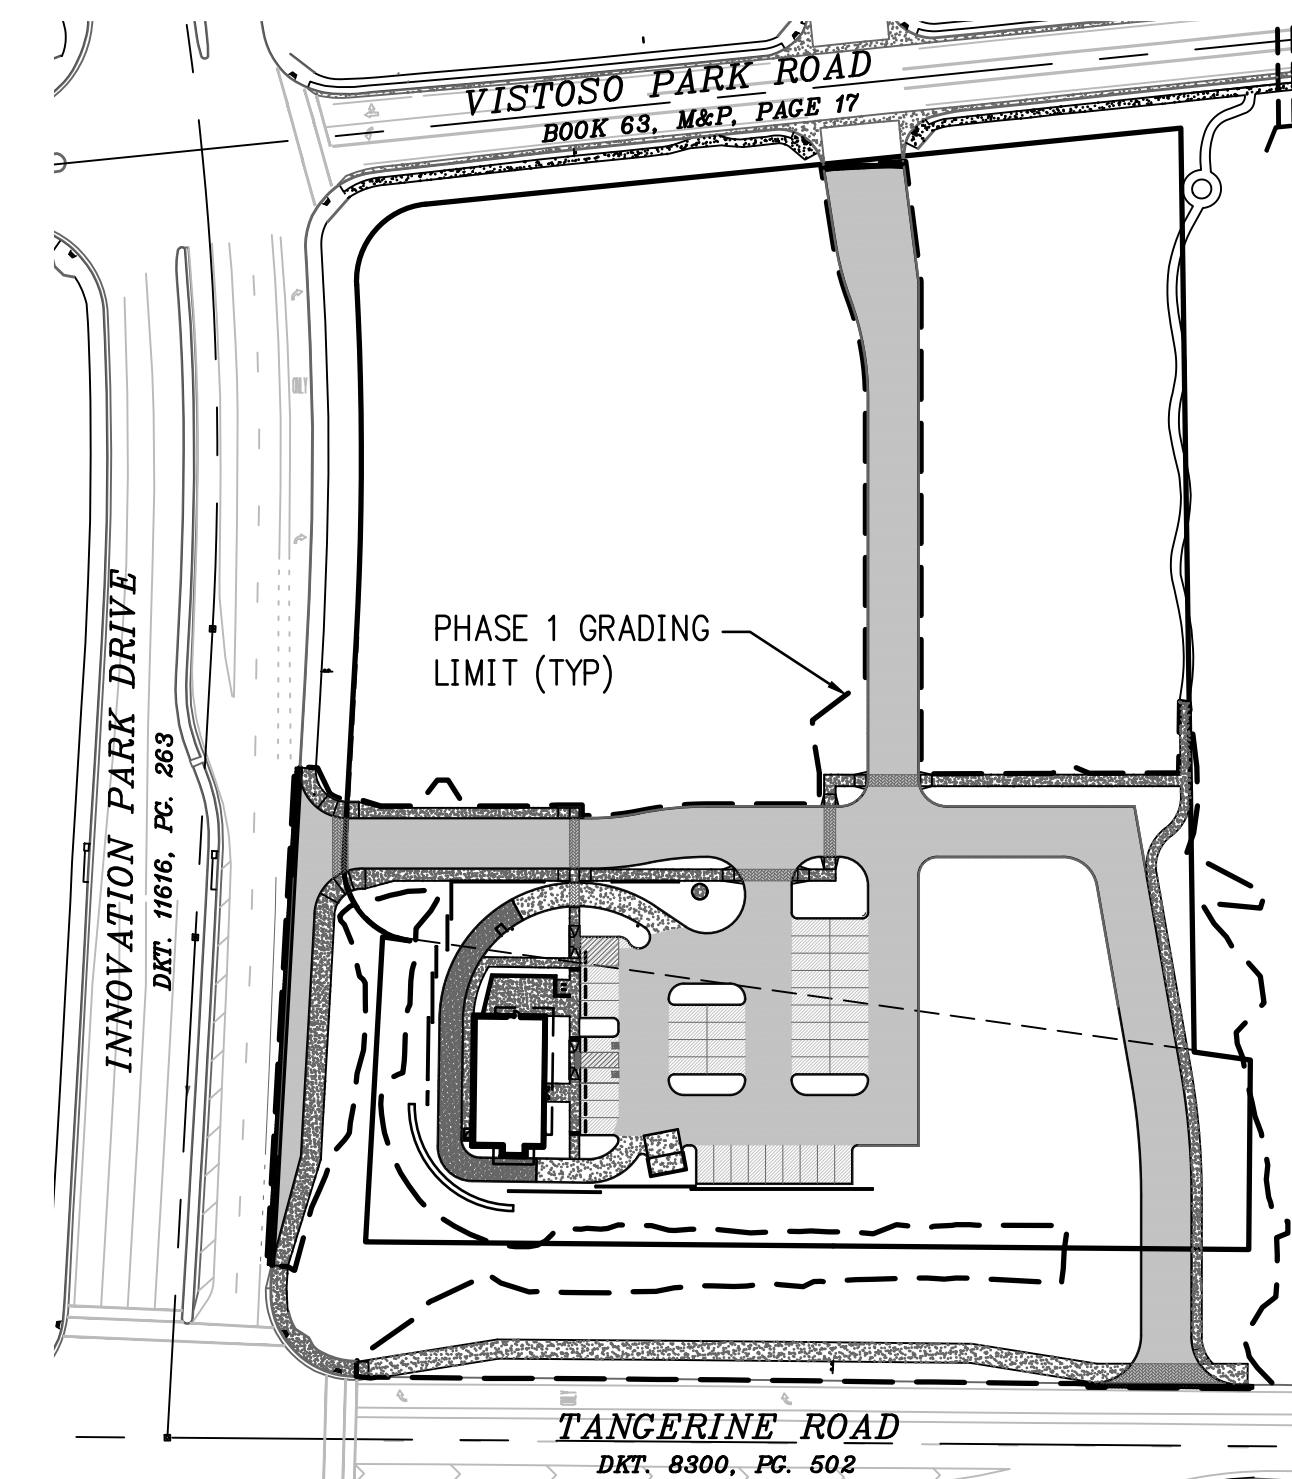 VISTOSO PARK ROAD
BOOK 63, M&P, PAGE 17
ONLY
PHASE 1 GRADING
LIMIT (TYP)
INNOVATION PARK DRIVE
DKT. 11616, PG. 263
TANGERINE ROAD
DKT. 8300, PG. 502